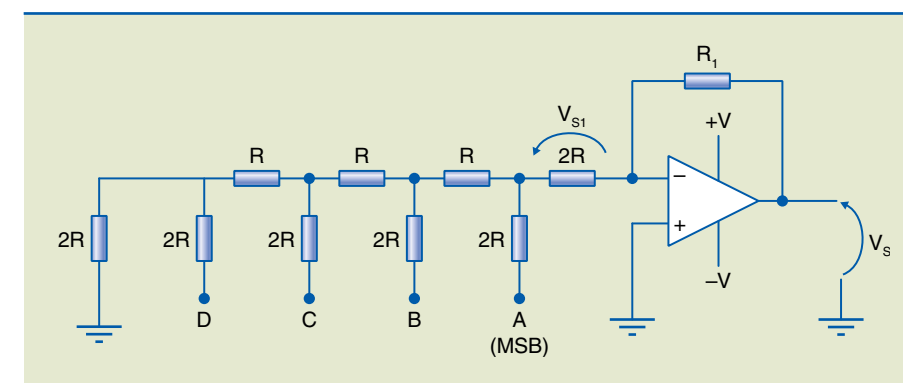 R₁
V_S1
+V
R R R 2R
–
2R 2R 2R 2R 2R
+
V_S
–V
D C B A
(MSB)